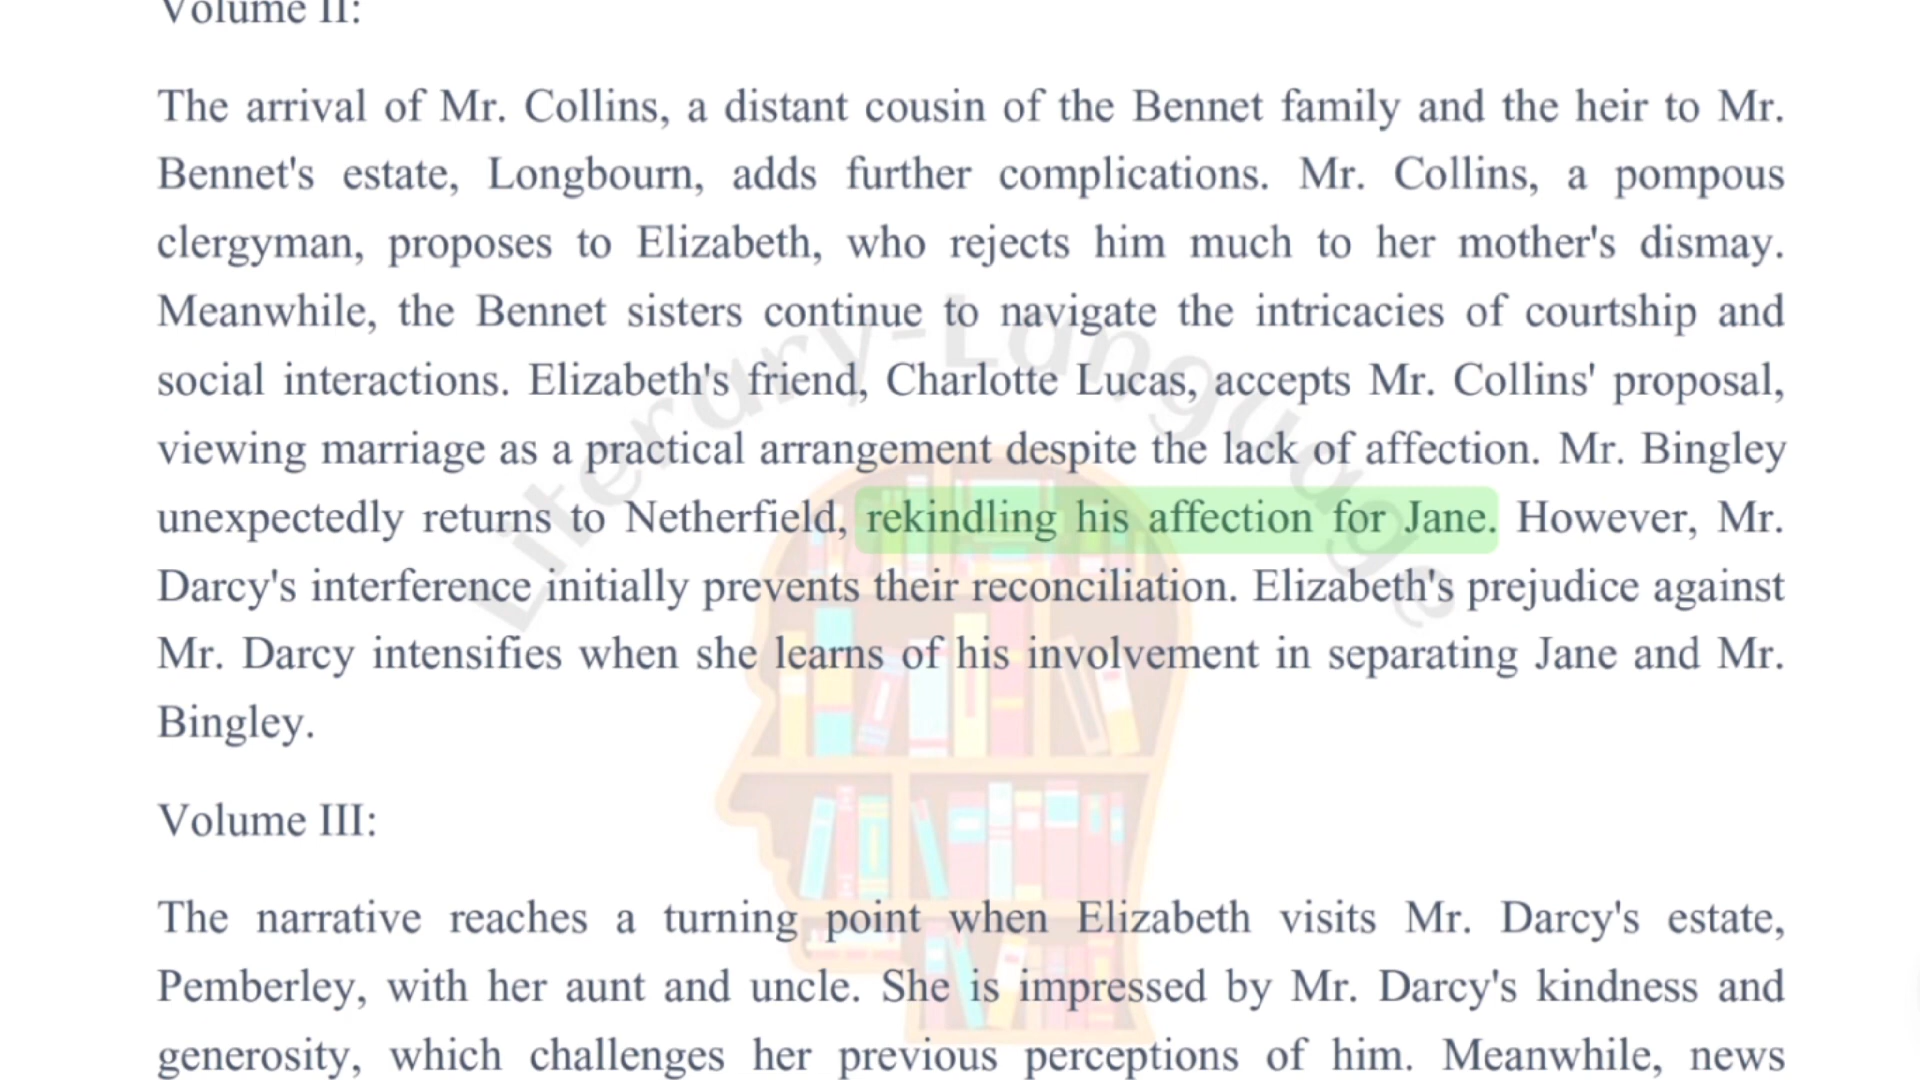 Volume II:
The arrival of Mr. Collins, a distant cousin of the Bennet family and the heir to Mr.
Bennet's estate, Longbourn, adds further complications. Mr. Collins, a pompous
clergyman, proposes to Elizabeth, who rejects him much to her mother's dismay.
Meanwhile, the Bennet sisters continue to navigate the intricacies of courtship and
social interactions. Elizabeth's friend, Charlotte Lucas, accepts Mr. Collins' proposal,
viewing marriage as a practical arrangement despite the lack of affection. Mr. Bingley
unexpectedly returns to Netherfield, rekindling his affection for Jane. However, Mr.
Darcy's interference initially prevents their reconciliation. Elizabeth's prejudice against
Mr. Darcy intensifies when she learns of his involvement in separating Jane and Mr.
Bingley.
Volume III:
The narrative reaches a turning point when Elizabeth visits Mr. Darcy's estate,
Pemberley, with her aunt and uncle. She is impressed by Mr. Darcy's kindness and
generosity, which challenges her previous perceptions of him. Meanwhile, news
Literary-Language